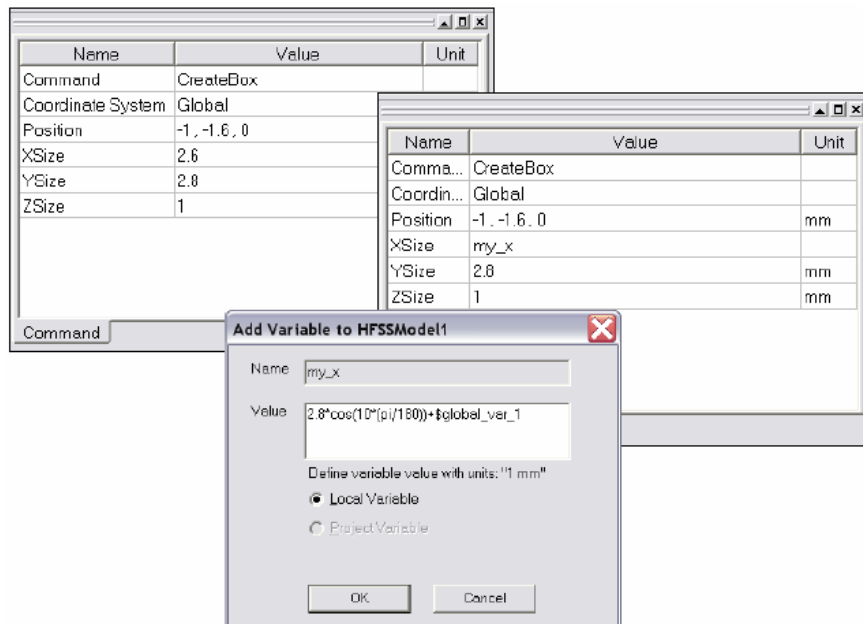 Name Value Unit
Command CreateBox
Coordinate System Global
Position -1, -1.6, 0
XSize 2.6
YSize 2.8
ZSize 1
Command
Name Value Unit
Comma... CreateBox
Coordin... Global
Position -1, -1.6, 0 mm
XSize my_x
YSize 2.8 mm
ZSize 1 mm
Add Variable to HFSSModel1
Name my_x
Value 2.8*cos(10*(pi/180))+$global_var_1
Define variable value with units: "1 mm"
Local Variable
Project Variable
OK Cancel